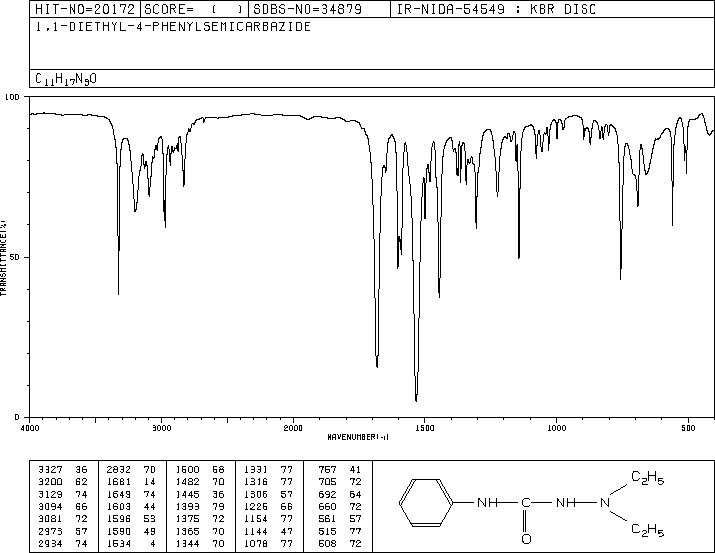 HIT-NO=20172 SCORE= ( ) SDBS-NO=34879 IR-NIDA-54549 : KBR DISC
1,1-DIETHYL-4-PHENYLSEMICARBAZIDE
C11H17N3O
100
50
0
TRANSMITTANCE(%)
4000 3000 2000 1500 1000 500
WAVENUMBER(-1)
3327 36 2832 70 1500 68 1331 77 757 41
3200 62 1681 14 1482 70 1316 77 705 72
3129 74 1649 74 1445 36 1306 57 692 64
3094 66 1603 44 1393 79 1226 66 660 72
3081 72 1596 53 1375 72 1154 77 561 57
2973 57 1590 49 1365 70 1144 47 515 77
2934 74 1534 4 1344 70 1078 77 508 72
C2H5
NH C NH N
O
C2H5